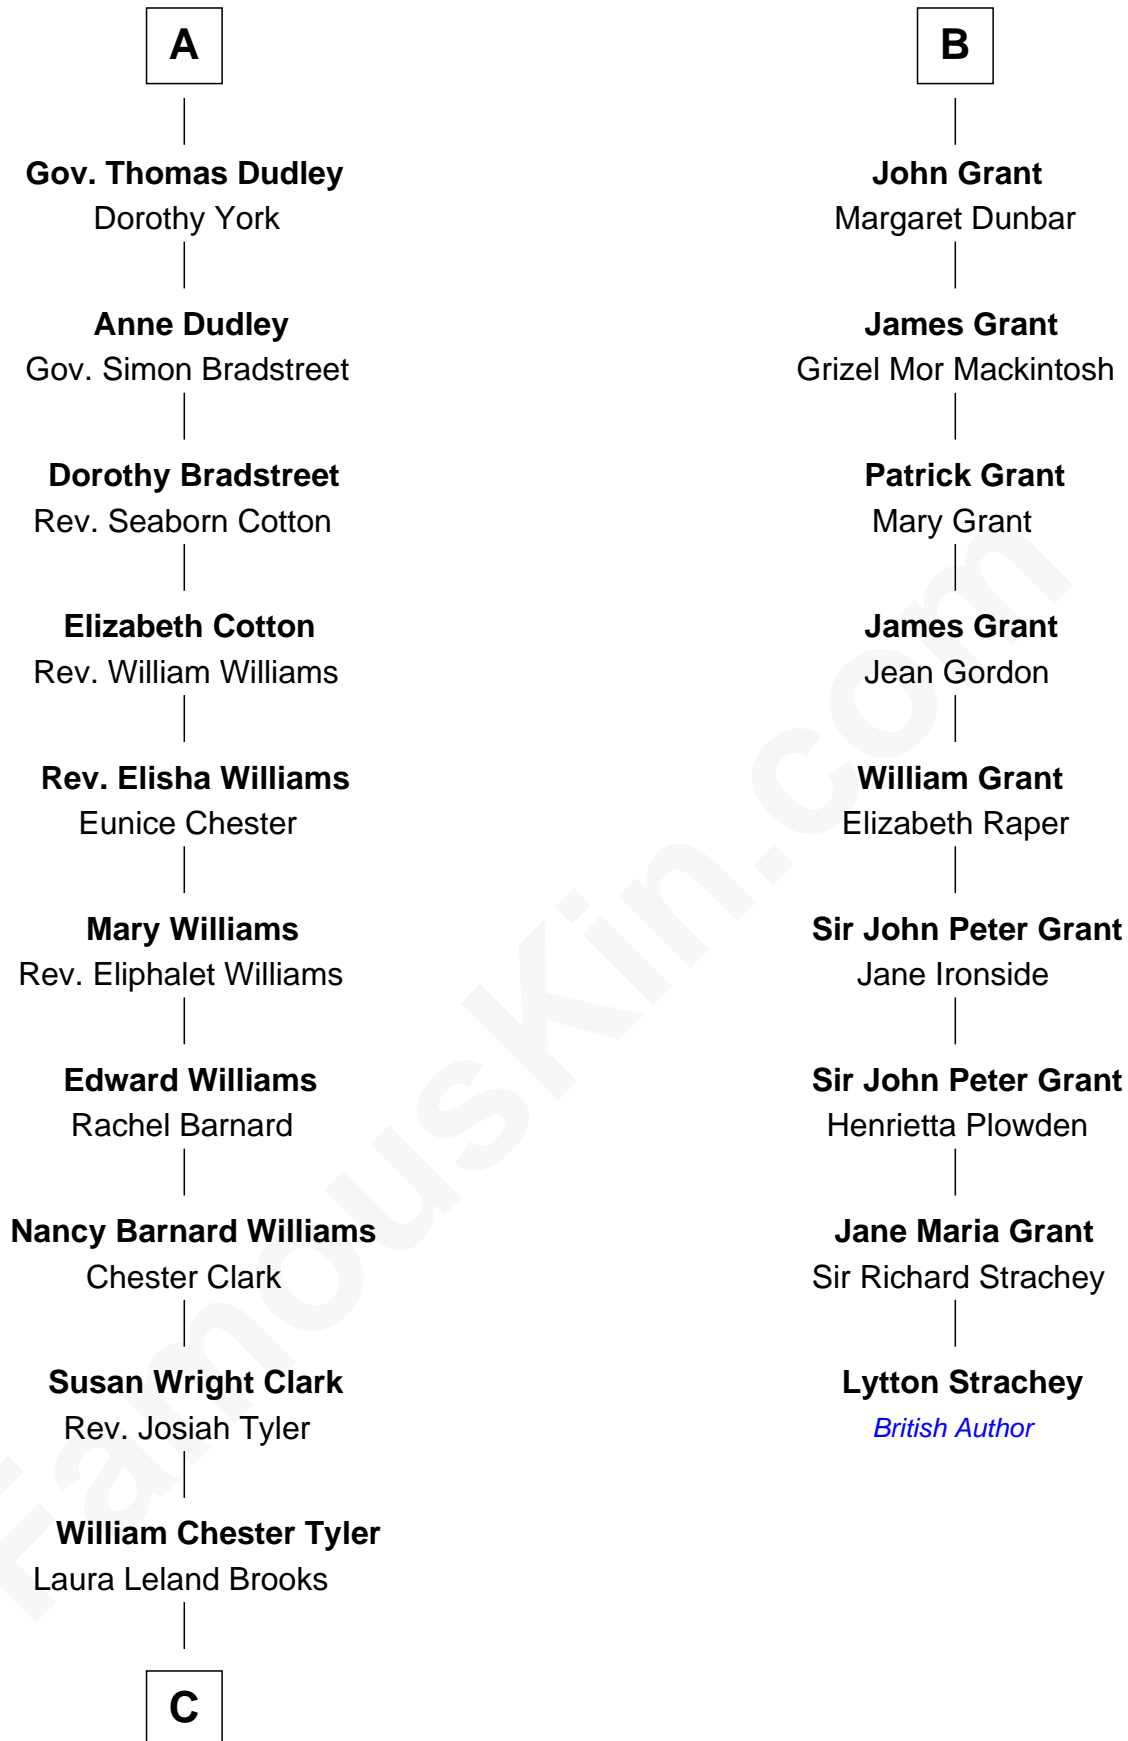 A
Gov. Thomas Dudley
Dorothy York
Anne Dudley
Gov. Simon Bradstreet
Dorothy Bradstreet
Rev. Seaborn Cotton
Elizabeth Cotton
Rev. William Williams
Rev. Elisha Williams
Eunice Chester
Mary Williams
Rev. Eliphalet Williams
Edward Williams
Rachel Barnard
Nancy Barnard Williams
Chester Clark
Susan Wright Clark
Rev. Josiah Tyler
William Chester Tyler
Laura Leland Brooks
C
B
John Grant
Margaret Dunbar
James Grant
Grizel Mor Mackintosh
Patrick Grant
Mary Grant
James Grant
Jean Gordon
William Grant
Elizabeth Raper
Sir John Peter Grant
Jane Ironside
Sir John Peter Grant
Henrietta Plowden
Jane Maria Grant
Sir Richard Strachey
Lytton Strachey
British Author
FamousKin.com